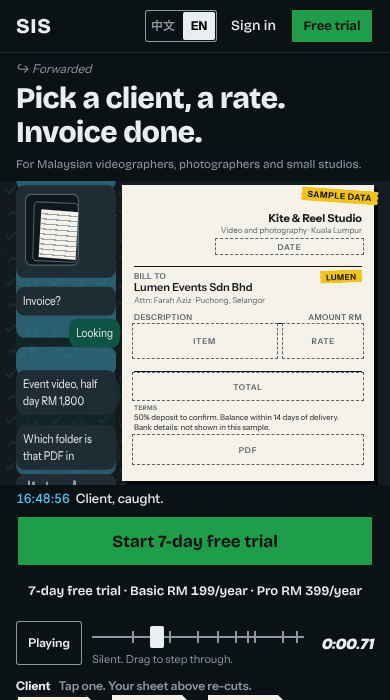 SIS
中文
EN
Sign in
Free trial
↪ Forwarded
Pick a client, a rate.
Invoice done.
For Malaysian videographers, photographers and small studios.
SAMPLE DATA
Kite & Reel Studio
Video and photography · Kuala Lumpur
DATE
BILL TO
LUMEN
Lumen Events Sdn Bhd
Attn: Farah Aziz · Puchong, Selangor
DESCRIPTION
AMOUNT RM
ITEM
RATE
TOTAL
TERMS
50% deposit to confirm. Balance within 14 days of delivery.
Bank details: not shown in this sample.
PDF
Invoice?
Looking
Event video, half
day RM 1,800
Which folder is
that PDF in
16:48:56 Client, caught.
Start 7-day free trial
7-day free trial · Basic RM 199/year · Pro RM 399/year
Playing
0:00.71
Silent. Drag to step through.
Client Tap one. Your sheet above re-cuts.